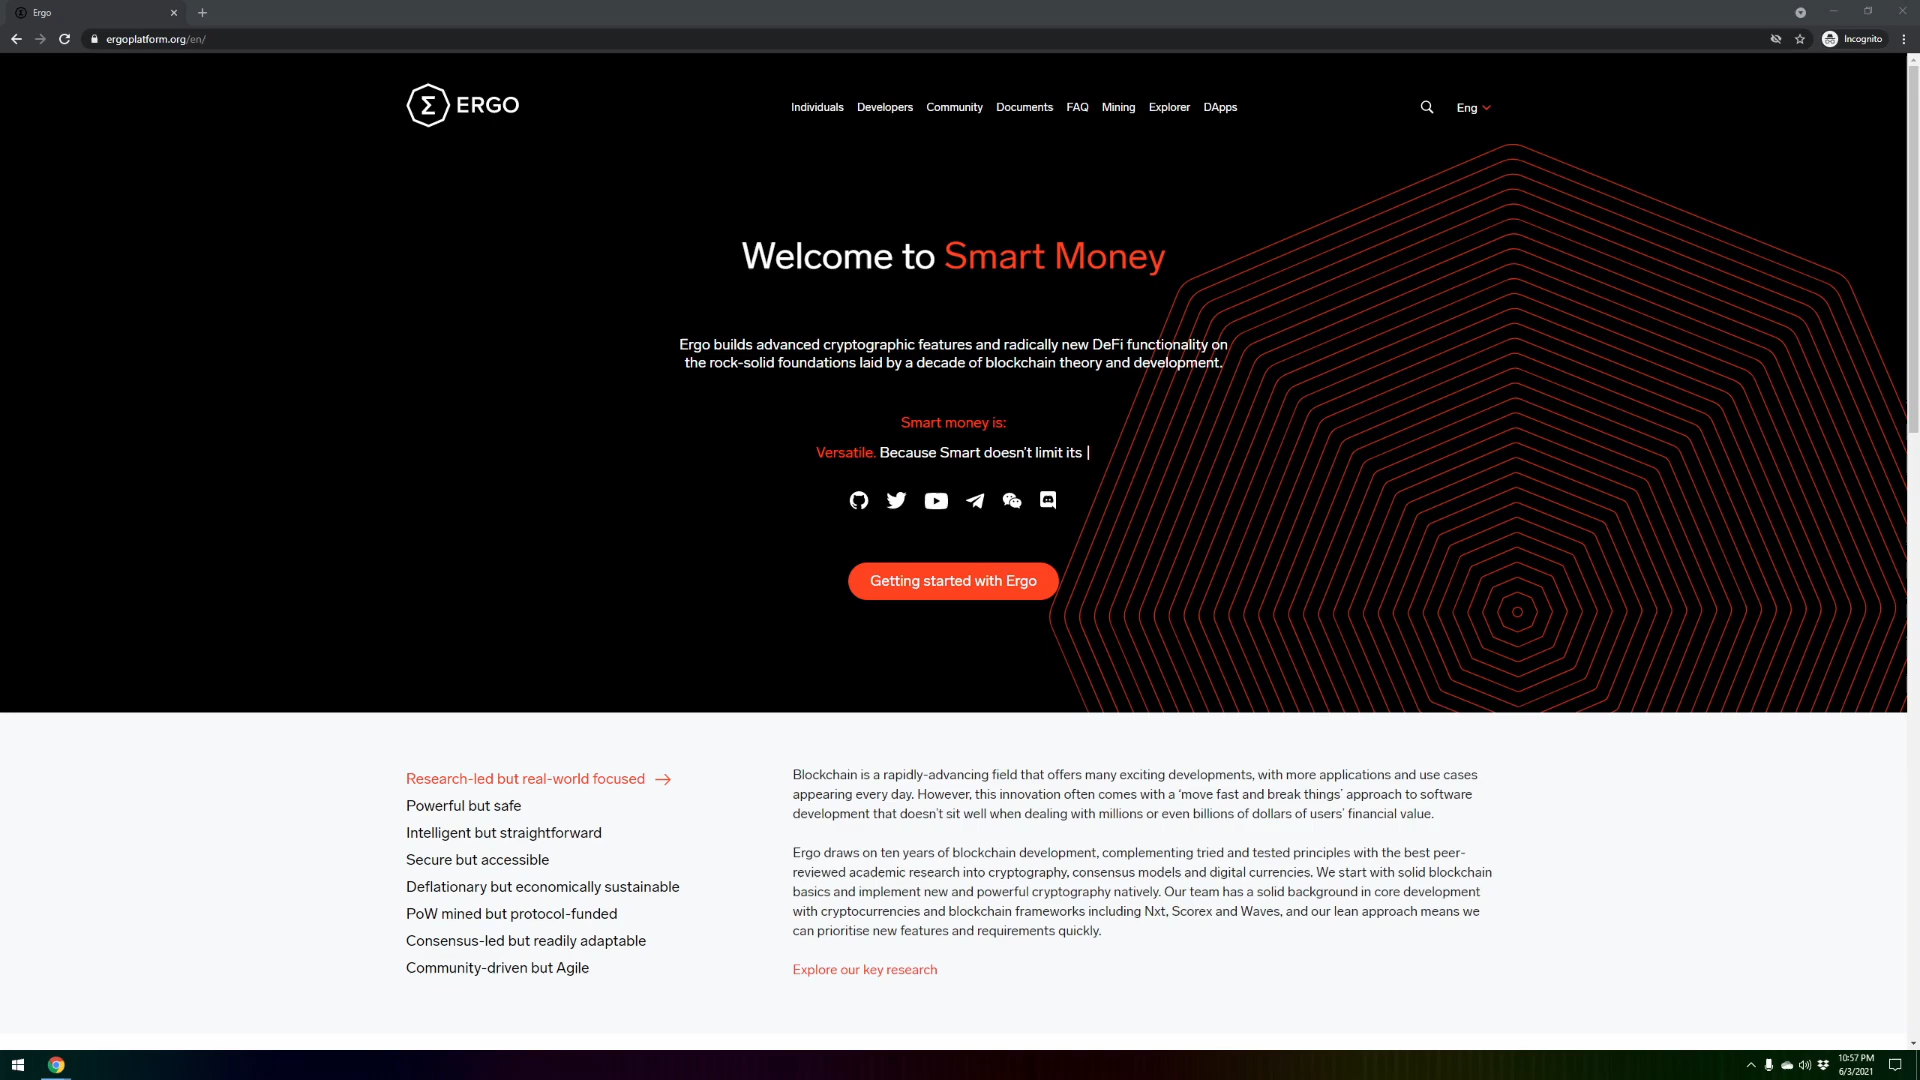 Ergo
ergoplatform.org/en/
Incognito
Σ ERGO
Individuals Developers Community Documents FAQ Mining Explorer DApps
Eng
Welcome to Smart Money
Ergo builds advanced cryptographic features and radically new DeFi functionality on
the rock-solid foundations laid by a decade of blockchain theory and development.
Smart money is:
Versatile. Because Smart doesn't limit its |
Getting started with Ergo
Research-led but real-world focused →
Powerful but safe
Intelligent but straightforward
Secure but accessible
Deflationary but economically sustainable
PoW mined but protocol-funded
Consensus-led but readily adaptable
Community-driven but Agile
Blockchain is a rapidly-advancing field that offers many exciting developments, with more applications and use cases
appearing every day. However, this innovation often comes with a ‘move fast and break things’ approach to software
development that doesn’t sit well when dealing with millions or even billions of dollars of users’ financial value.
Ergo draws on ten years of blockchain development, complementing tried and tested principles with the best peer-
reviewed academic research into cryptography, consensus models and digital currencies. We start with solid blockchain
basics and implement new and powerful cryptography natively. Our team has a solid background in core development
with cryptocurrencies and blockchain frameworks including Nxt, Scorex and Waves, and our lean approach means we
can prioritise new features and requirements quickly.
Explore our key research
10:57 PM
6/3/2021